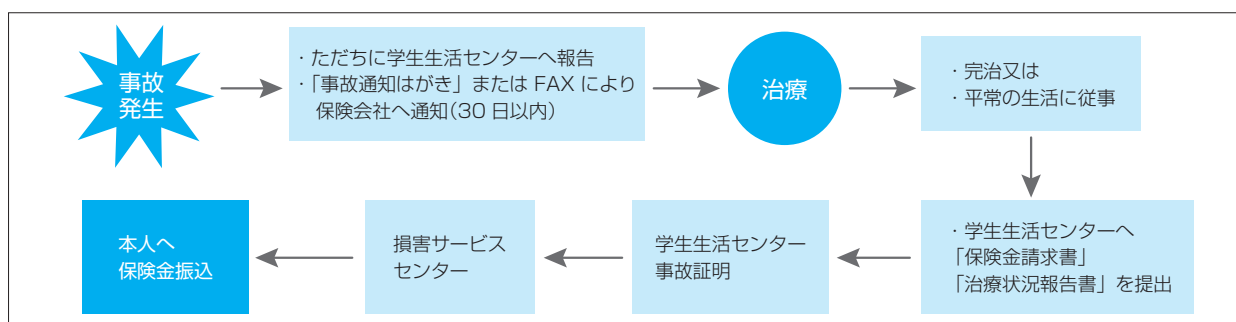 事故
発生
・ただちに学生生活センターへ報告
・「事故通知はがき」または FAX により
保険会社へ通知(30 日以内)
治療
・完治又は
・平常の生活に従事
・学生生活センターへ
「保険金請求書」
「治療状況報告書」を提出
学生生活センター
事故証明
損害サービス
センター
本人へ
保険金振込